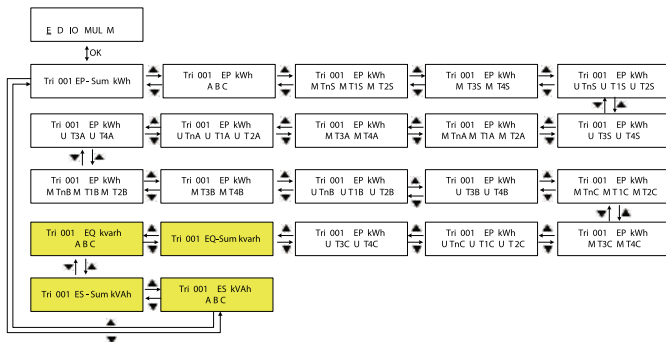 E D IO MUL M
OK
Tri 001 EP-Sum kWh
Tri 001 EP kWh
A B C
Tri 001 EP kWh
M TnS M T1S M T2S
Tri 001 EP kWh
M T3S M T4S
Tri 001 EP kWh
U TnS U T1S U T2S
Tri 001 EP kWh
U T3A U T4A
Tri 001 EP kWh
U TnA U T1A U T2A
Tri 001 EP kWh
M T3A M T4A
Tri 001 EP kWh
M TnA M T1A M T2A
Tri 001 EP kWh
U T3S U T4S
Tri 001 EP kWh
M TnB M T1B M T2B
Tri 001 EP kWh
M T3B M T4B
Tri 001 EP kWh
U TnB U T1B U T2B
Tri 001 EP kWh
U T3B U T4B
Tri 001 EP kWh
M TnC M T1C M T2C
Tri 001 EQ kvarh
A B C
Tri 001 EQ-Sum kvarh
Tri 001 EP kWh
U T3C U T4C
Tri 001 EP kWh
U TnC U T1C U T2C
Tri 001 EP kWh
M T3C M T4C
Tri 001 ES-Sum kVAh
Tri 001 ES kVAh
A B C